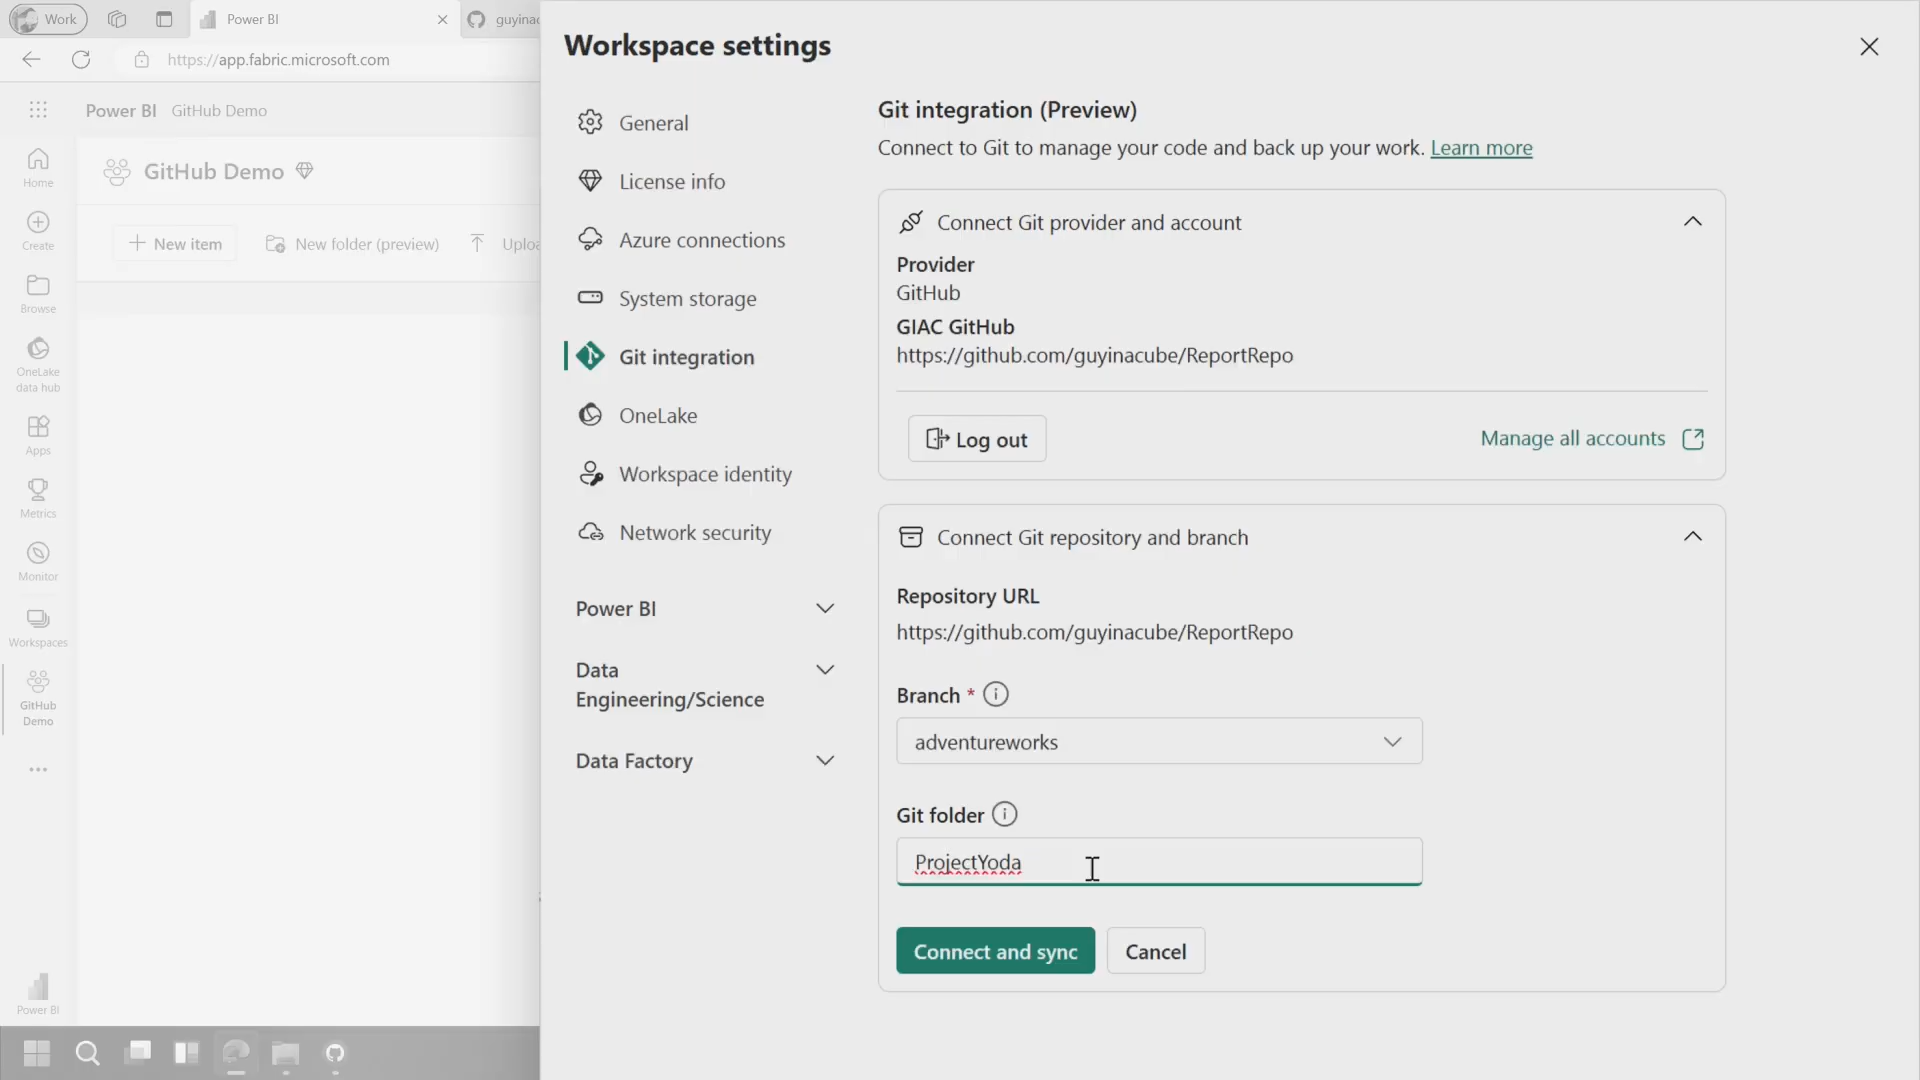 Work
Power BI
guyinac
https://app.fabric.microsoft.com
Power BI GitHub Demo
Home
Create
Browse
OneLake
data hub
Apps
Metrics
Monitor
Workspaces
GitHub
Demo
Power BI
GitHub Demo
New item
New folder (preview)
Uploa
Workspace settings
General
License info
Azure connections
System storage
Git integration
OneLake
Workspace identity
Network security
Power BI
Data
Engineering/Science
Data Factory
Git integration (Preview)
Connect to Git to manage your code and back up your work. Learn more
Connect Git provider and account
Provider
GitHub
GIAC GitHub
https://github.com/guyinacube/ReportRepo
Log out
Manage all accounts
Connect Git repository and branch
Repository URL
https://github.com/guyinacube/ReportRepo
Branch *
adventureworks
Git folder
ProjectYoda
Connect and sync
Cancel